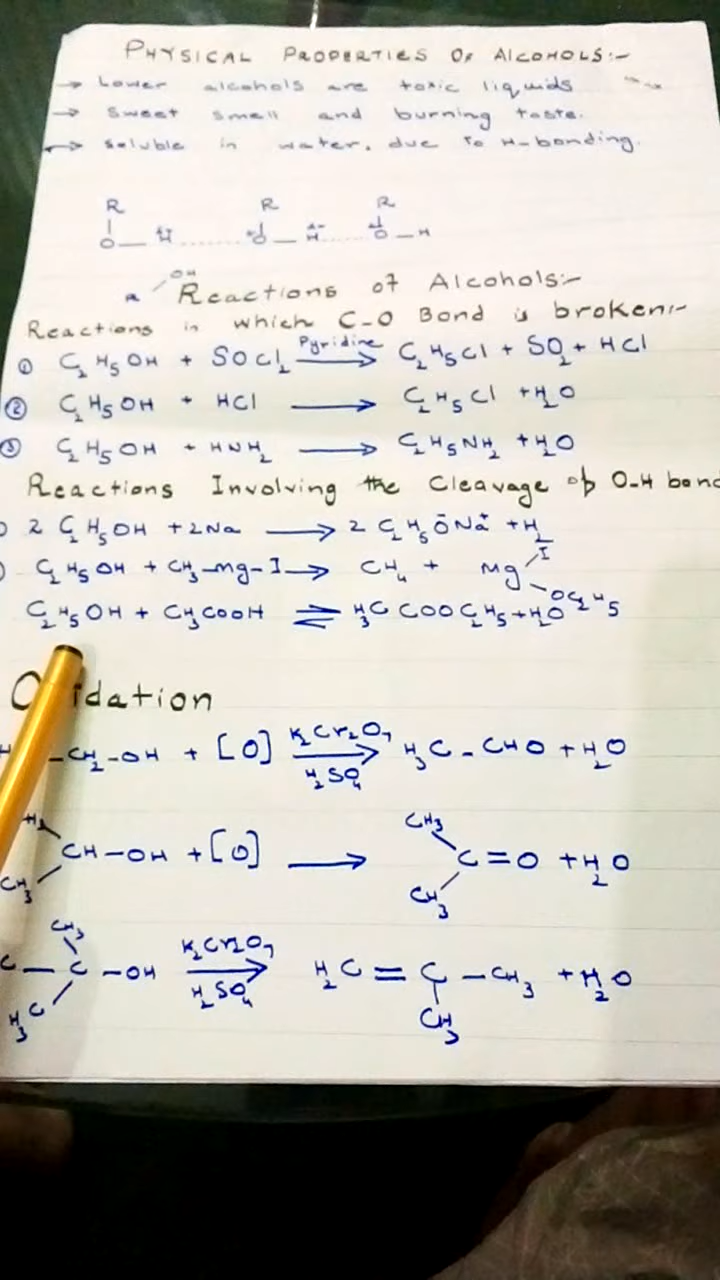 PHYSICAL PROPERTIES OF ALCOHOLS:-
→ Lower alcohols are toxic liquids
→ Sweet smell and burning taste.
→ Soluble in water, due to H-bonding.
R R R
O — H ........ O — H ...... O — H
OH
Reactions of Alcohols:-
Reactions in which C-O Bond is broken:-
① C₂H₅OH + SOCl₂ Pyridine → C₂H₅Cl + SO₂ + HCl
② C₂H₅OH + HCl → C₂H₅Cl + H₂O
③ C₂H₅OH + HNH₂ → C₂H₅NH₂ + H₂O
Reactions Involving the Cleavage of O-H bond
2 C₂H₅OH + 2Na → 2 C₂H₅O⁻Na⁺ + H₂
C₂H₅OH + CH₃-Mg-I → CH₄ + Mg I OC₂H₅
C₂H₅OH + CH₃COOH ⇌ H₃C COOC₂H₅ + H₂O
idation
-CH₂-OH + [O] K₂Cr₂O₇ → H₂SO₄ H₃C-CHO + H₂O
CH₃ CH-OH + [O] → CH₃ CH₃ C=O + H₂O
CH₃ C — C — OH H₃C K₂Cr2O₇ → H₂SO₄ H₂C = C — CH₃ + H₂O
CH₃